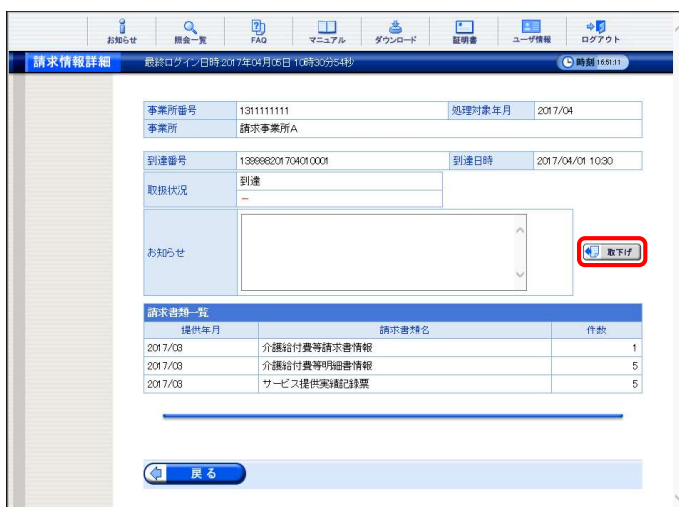 お知らせ 照会一覧 FAQ マニュアル ダウンロード 証明書 ユーザ情報 ログアウト
請求情報詳細 最終ログイン日時:2017年04月05日 10時30分54秒 時刻 16:51:11
事業所番号 1311111111 処理対象年月 2017/04
事業所 請求事業所A
到達番号 139998201704010001 到達日時 2017/04/01 10:30
取扱状況 到達
－
お知らせ 取下げ
請求書類一覧
提供年月 請求書類名 件数
2017/03 介護給付費等請求書情報 1
2017/03 介護給付費等明細書情報 5
2017/03 サービス提供実績記録票 5
戻る